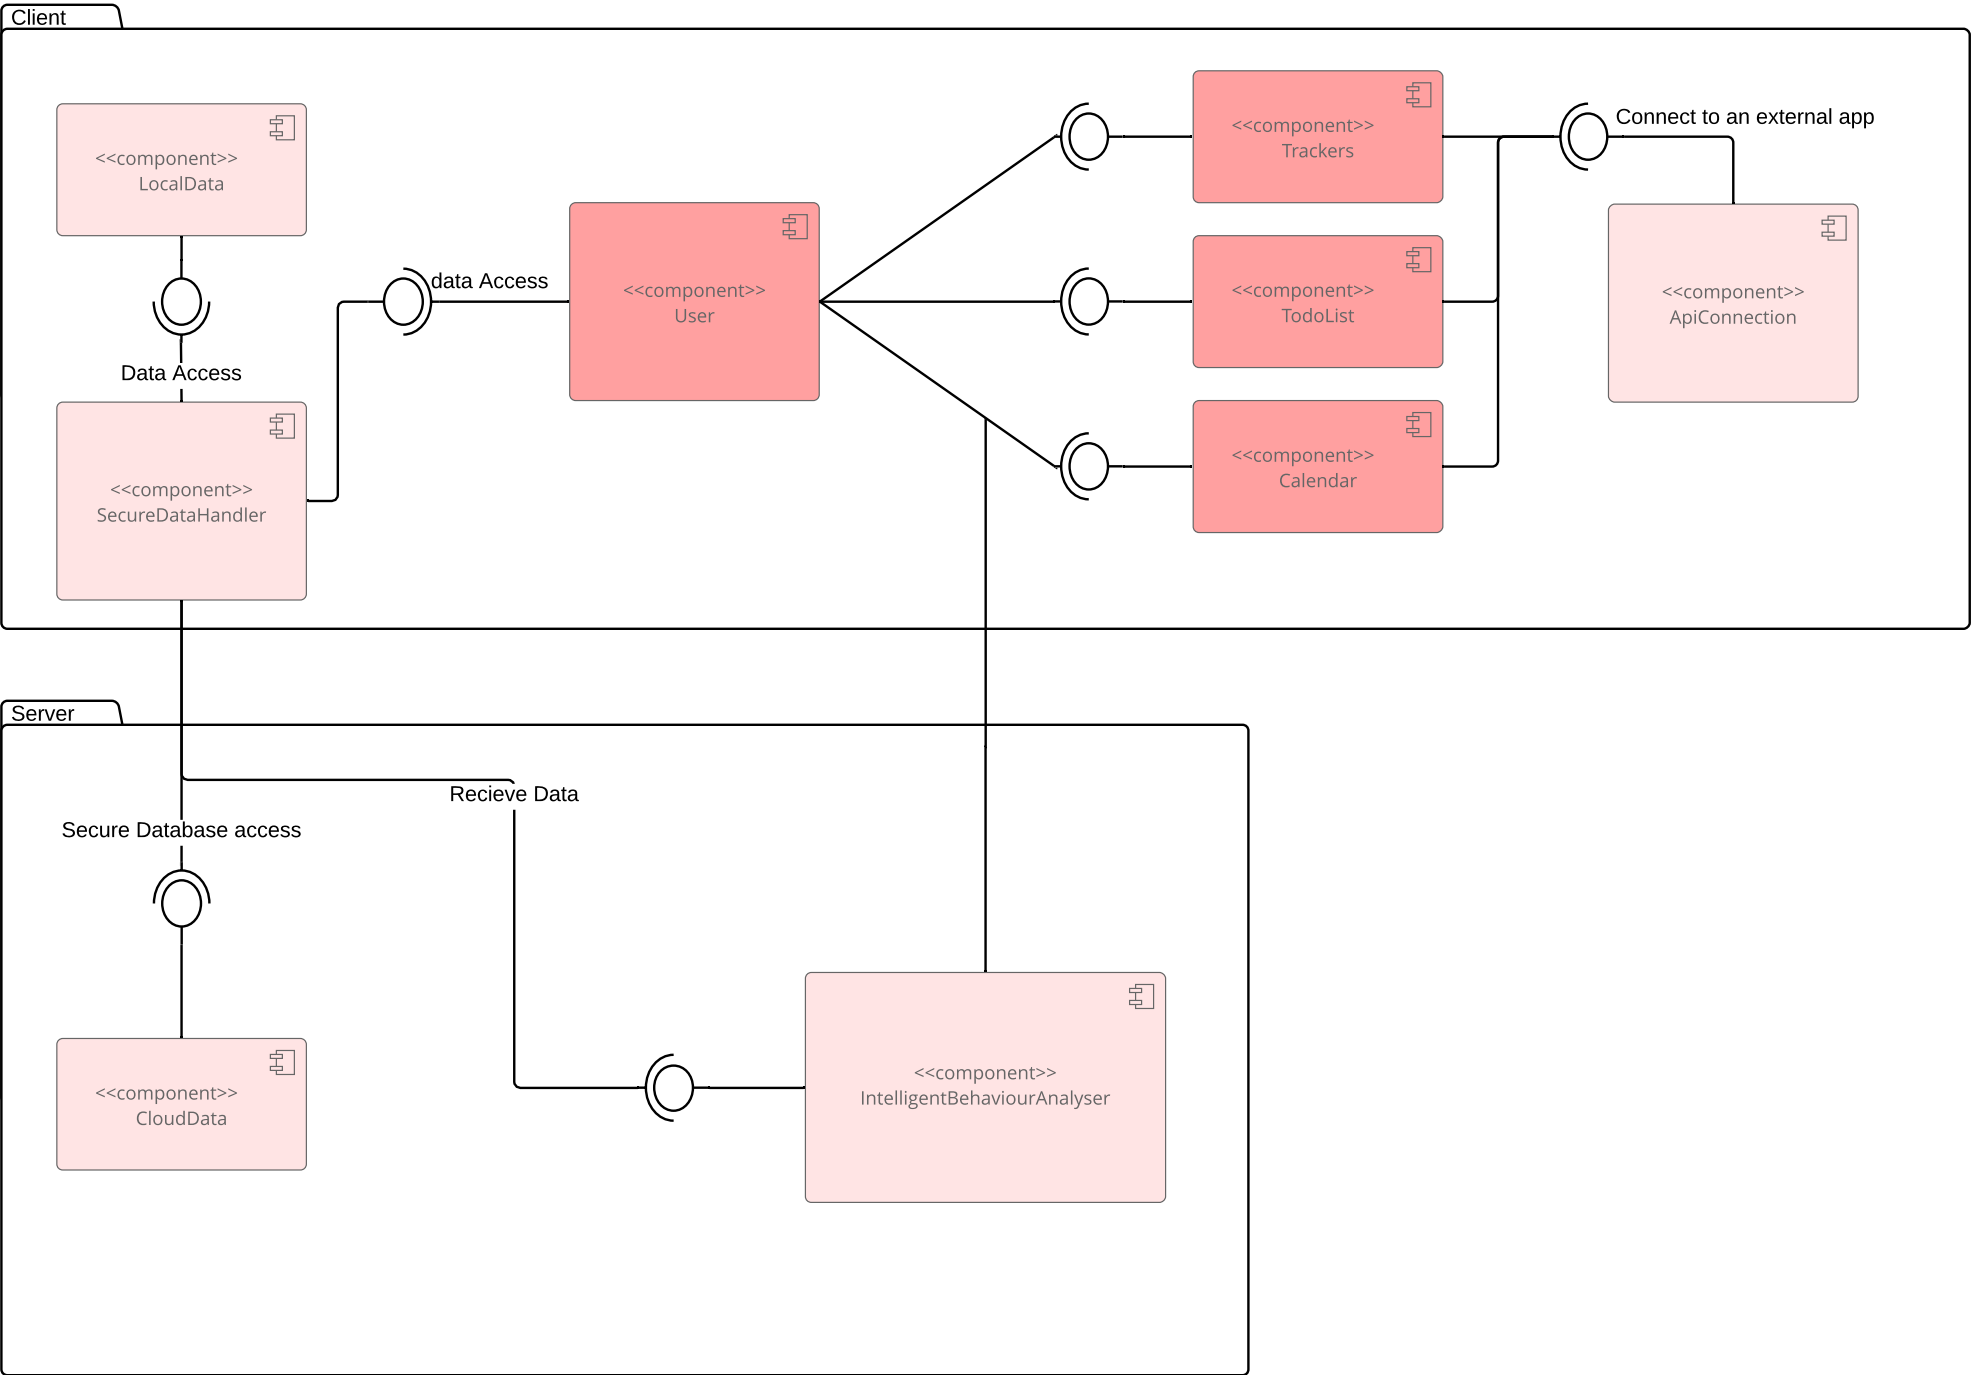 Client
<<component>>
LocalData
Data Access
<<component>>
SecureDataHandler
data Access
<<component>>
User
<<component>>
Trackers
<<component>>
TodoList
<<component>>
Calendar
Connect to an external app
<<component>>
ApiConnection
Server
Recieve Data
Secure Database access
<<component>>
CloudData
<<component>>
IntelligentBehaviourAnalyser